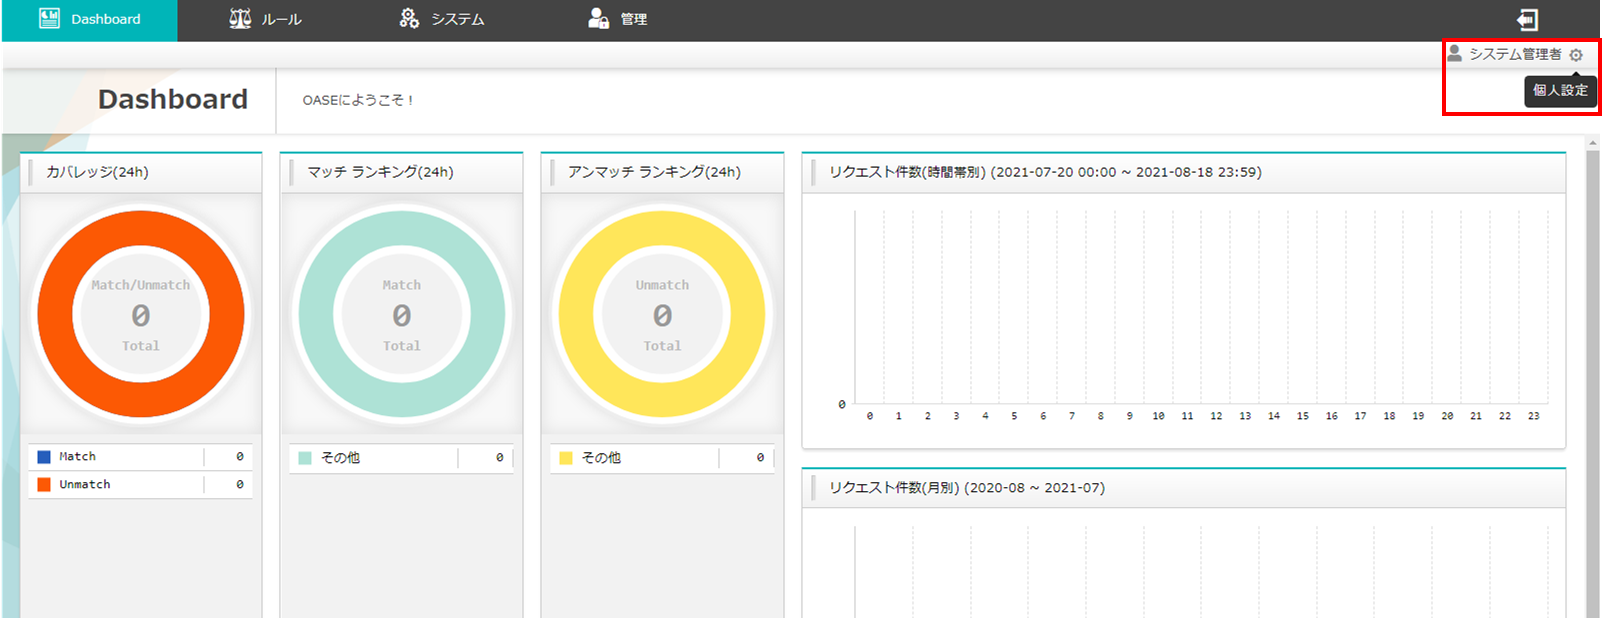 Dashboard ルール システム 管理
システム管理者
個人設定
Dashboard
OASEにようこそ！
カバレッジ(24h)
Match/Unmatch
0
Total
Match 0
Unmatch 0
マッチ ランキング(24h)
Match
0
Total
その他 0
アンマッチ ランキング(24h)
Unmatch
0
Total
その他 0
リクエスト件数(時間帯別) (2021-07-20 00:00 ~ 2021-08-18 23:59)
0
0 1 2 3 4 5 6 7 8 9 10 11 12 13 14 15 16 17 18 19 20 21 22 23
リクエスト件数(月別) (2020-08 ~ 2021-07)